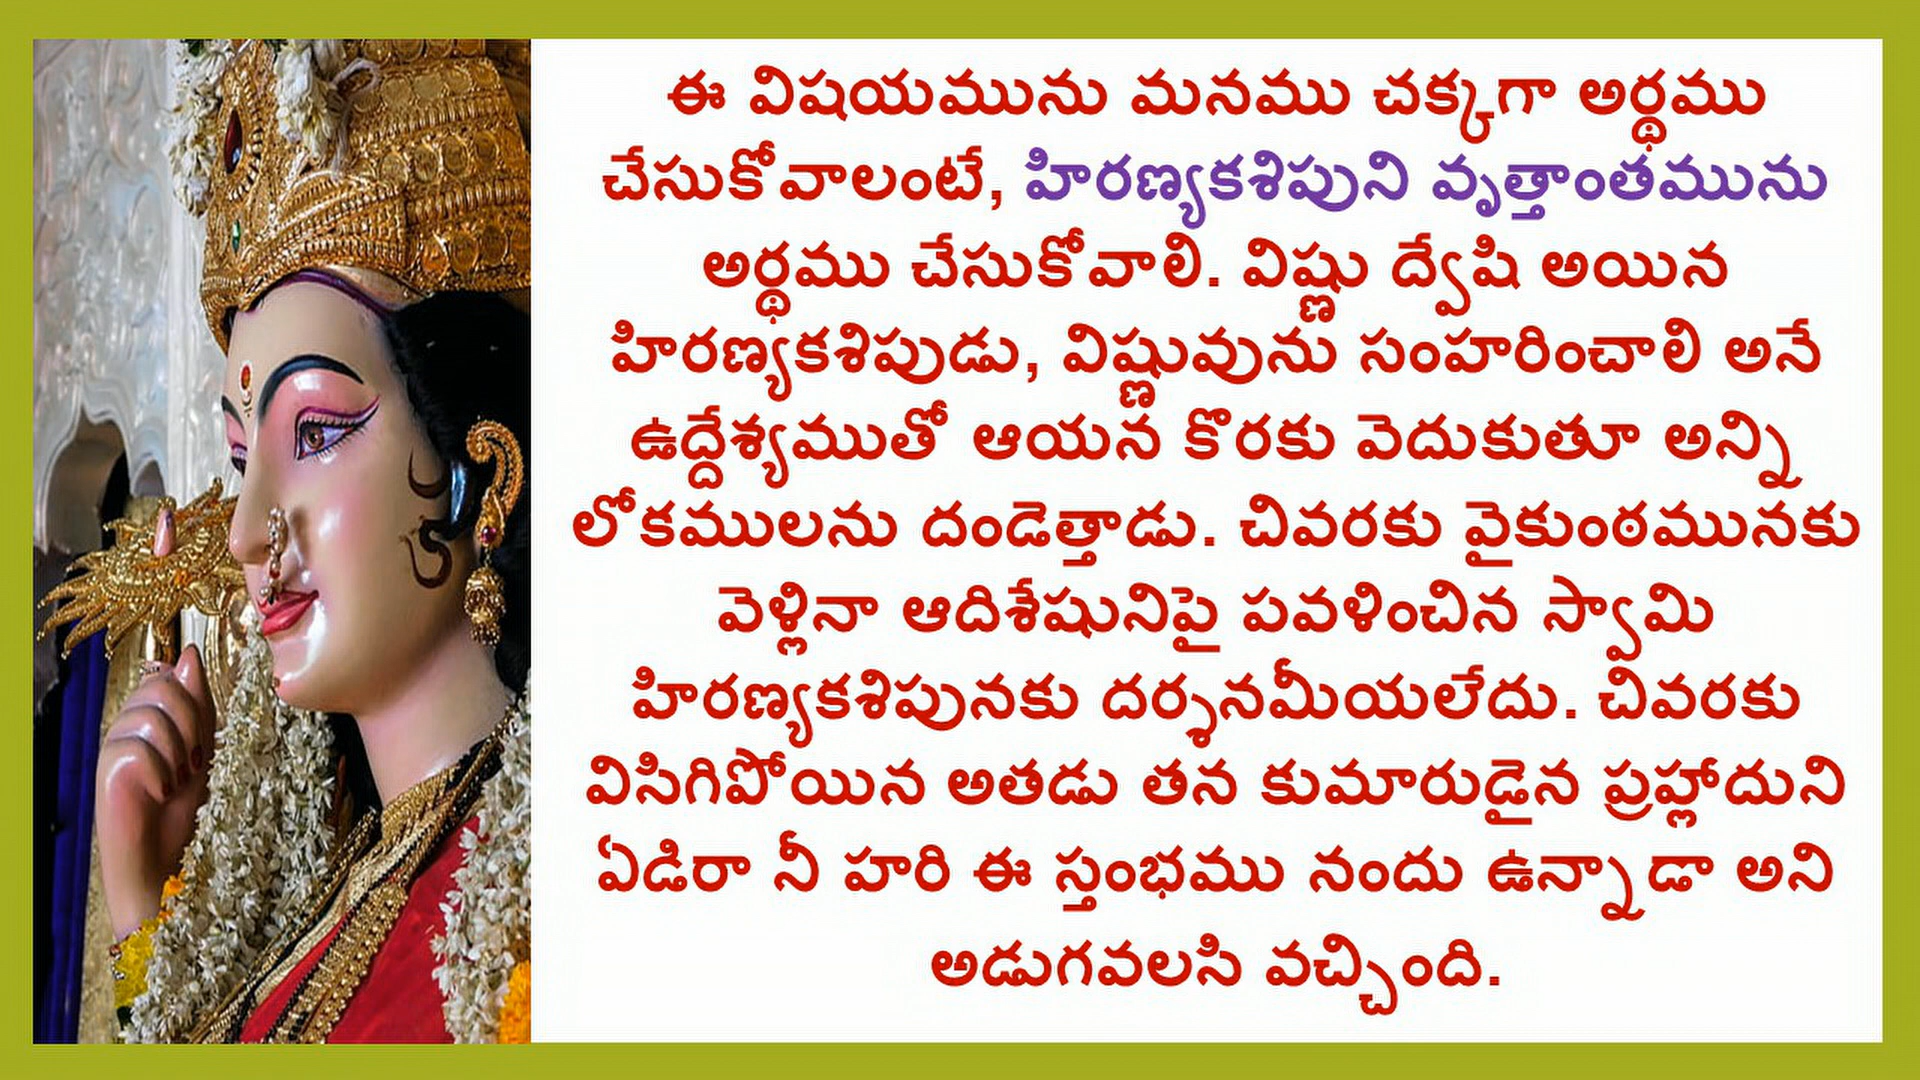 ఈ విషయమును మనము చక్కగా అర్థము
చేసుకోవాలంటే, హిరణ్యకశిపుని వృత్తాంతమును
అర్థము చేసుకోవాలి. విష్ణు ద్వేషి అయిన
హిరణ్యకశిపుడు, విష్ణువును సంహరించాలి అనే
ఉద్దేశ్యముతో ఆయన కొరకు వెదుకుతూ అన్ని
లోకములను దండెత్తాడు. చివరకు వైకుంఠమునకు
వెళ్లినా ఆదిశేషునిపై పవళించిన స్వామి
హిరణ్యకశిపునకు దర్శనమీయలేదు. చివరకు
విసిగిపోయిన అతడు తన కుమారుడైన ప్రహ్లాదుని
ఏడిరా నీ హరి ఈ స్తంభము నందు ఉన్నాడా అని
అడుగవలసి వచ్చింది.